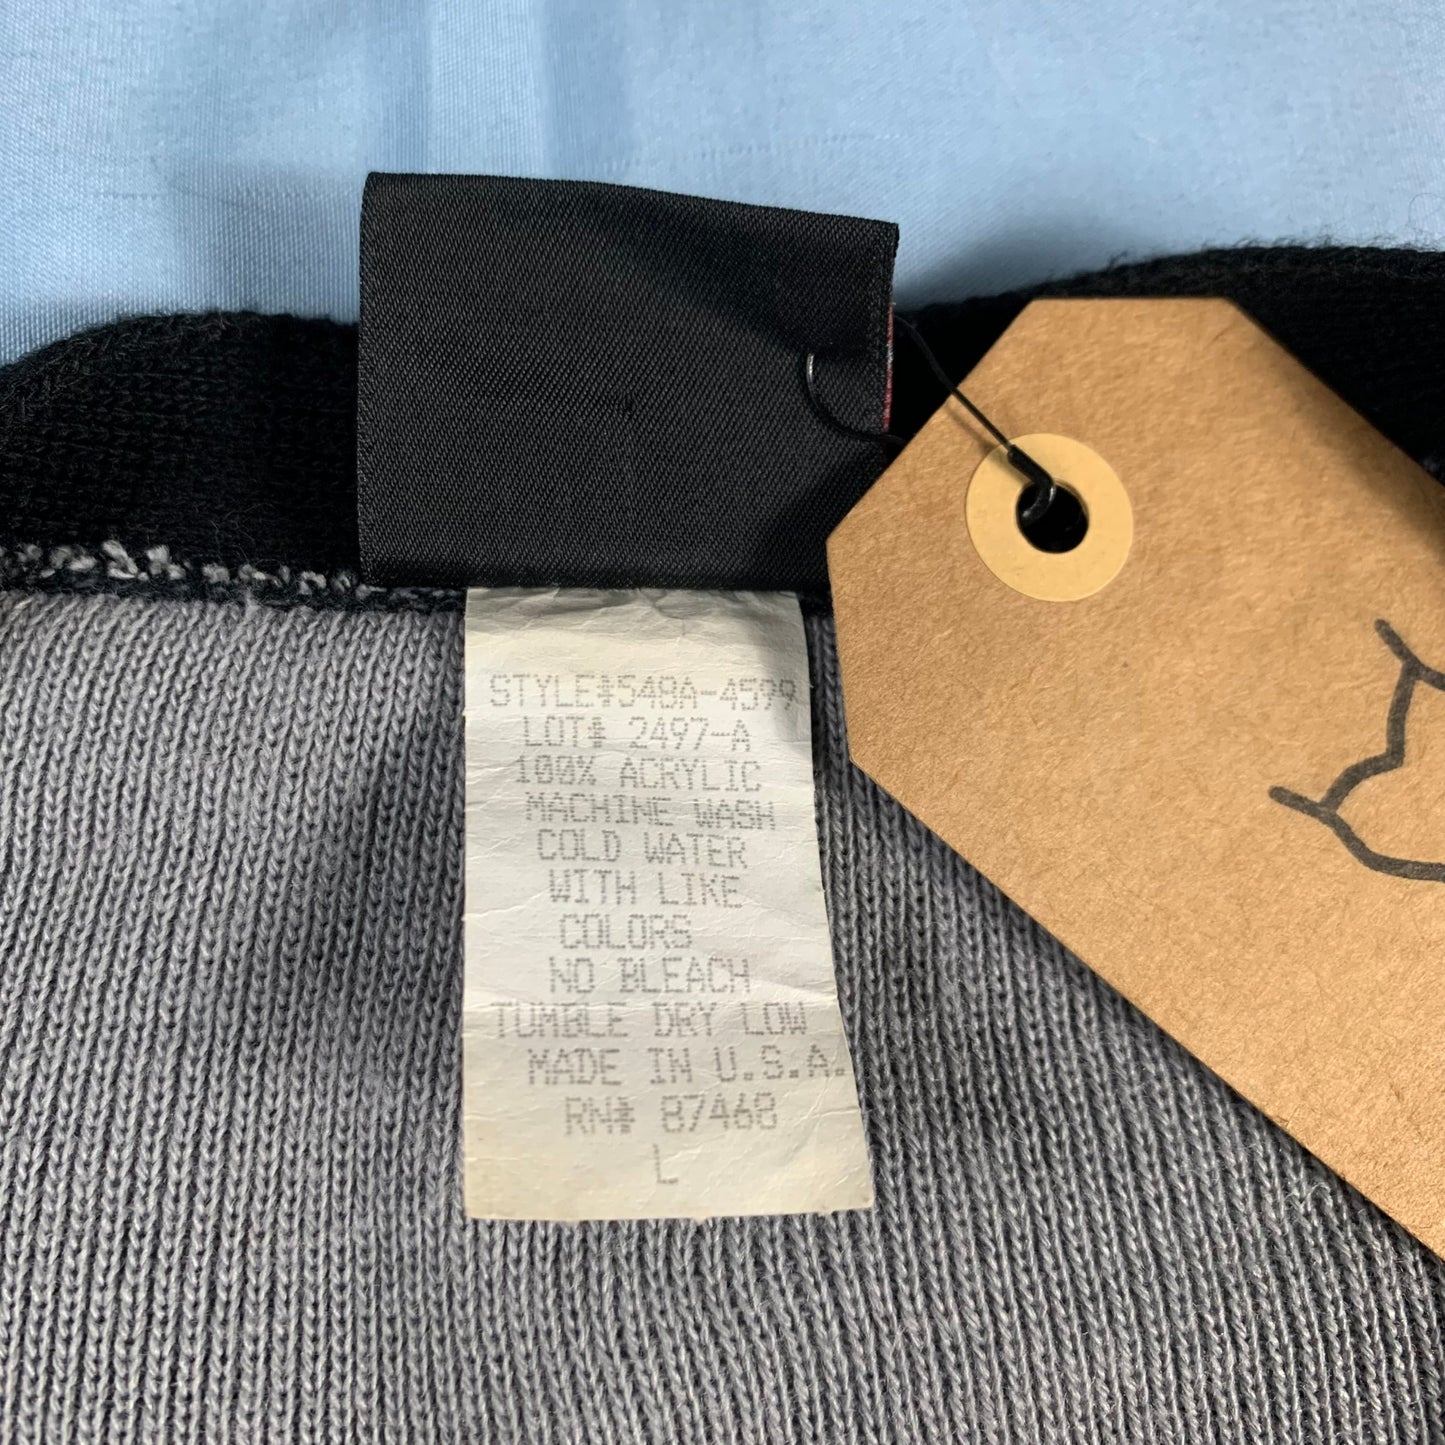 STYLE#548A-4599
LOT# 2497-A
100% ACRYLIC
MACHINE WASH
COLD WATER
WITH LIKE
COLORS
NO BLEACH
TUMBLE DRY LOW
MADE IN U.S.A.
RN# 87468
L